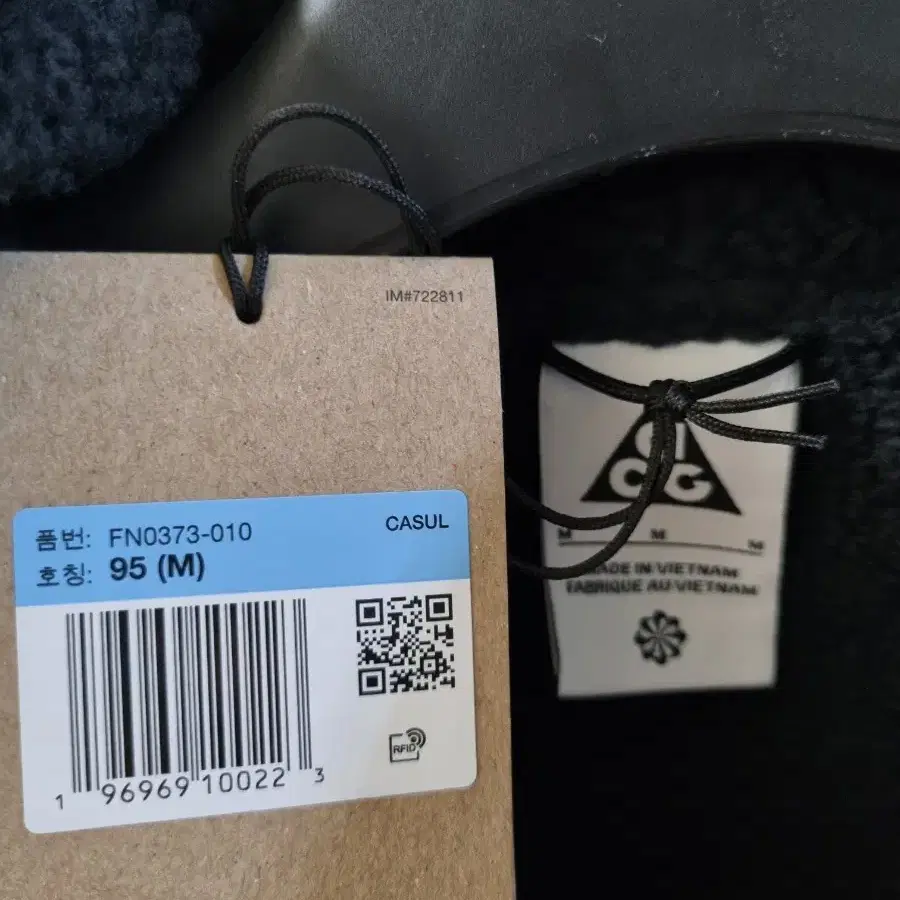 IM#722811
품번: FN0373-010
CASUL
호칭: 95 (M)
1 96969 10022 3
RFID
ACG
M M M
MADE IN VIETNAM
FABRIQUE AU VIETNAM